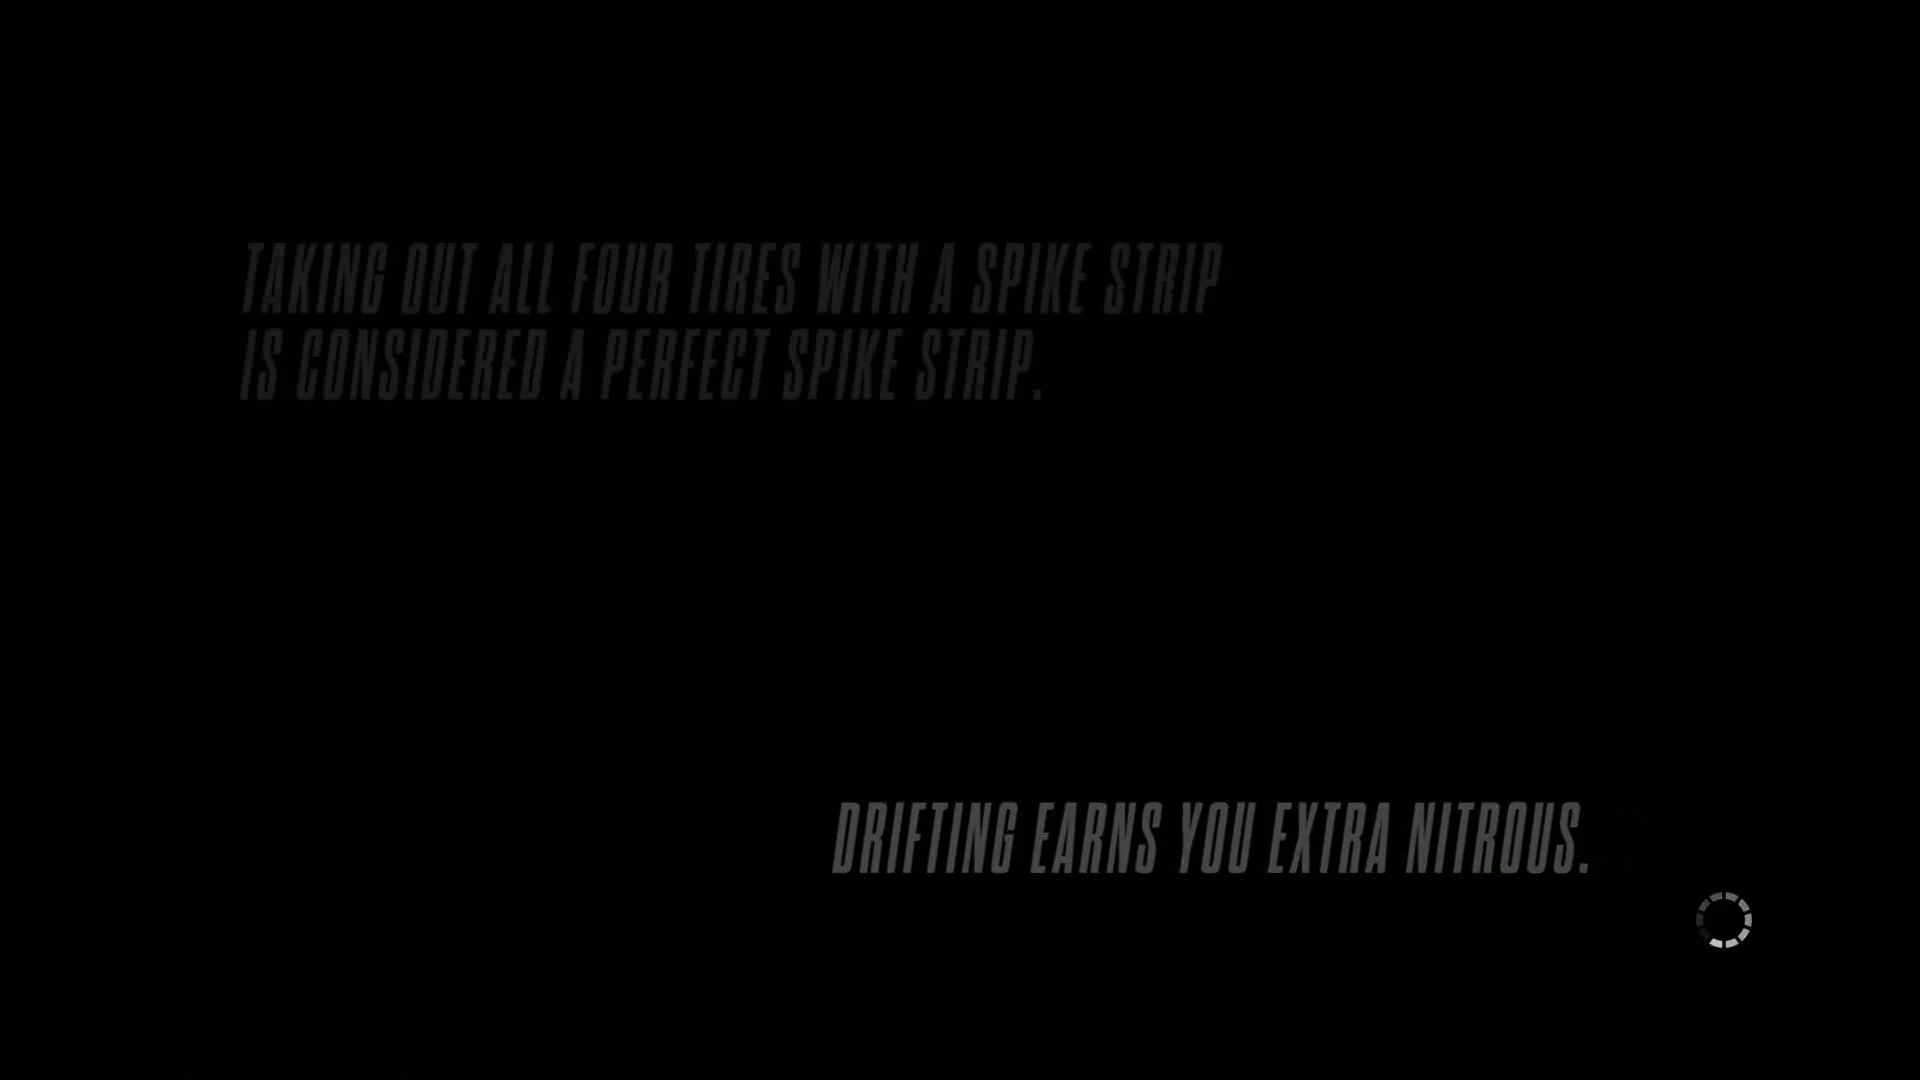 TAKING OUT ALL FOUR TIRES WITH A SPIKE STRIP
IS CONSIDERED A PERFECT SPIKE STRIP.
DRIFTING EARNS YOU EXTRA NITROUS.